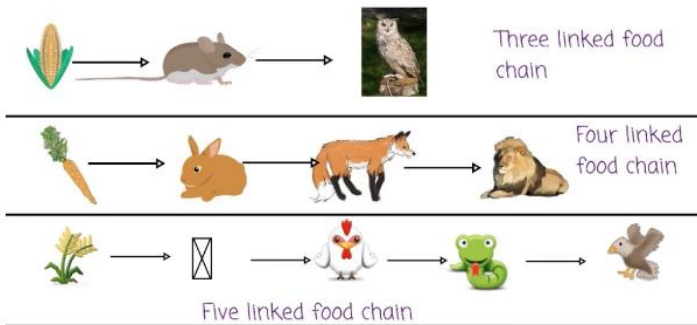 Three linked food
chain
Four linked
food chain
Five linked food chain